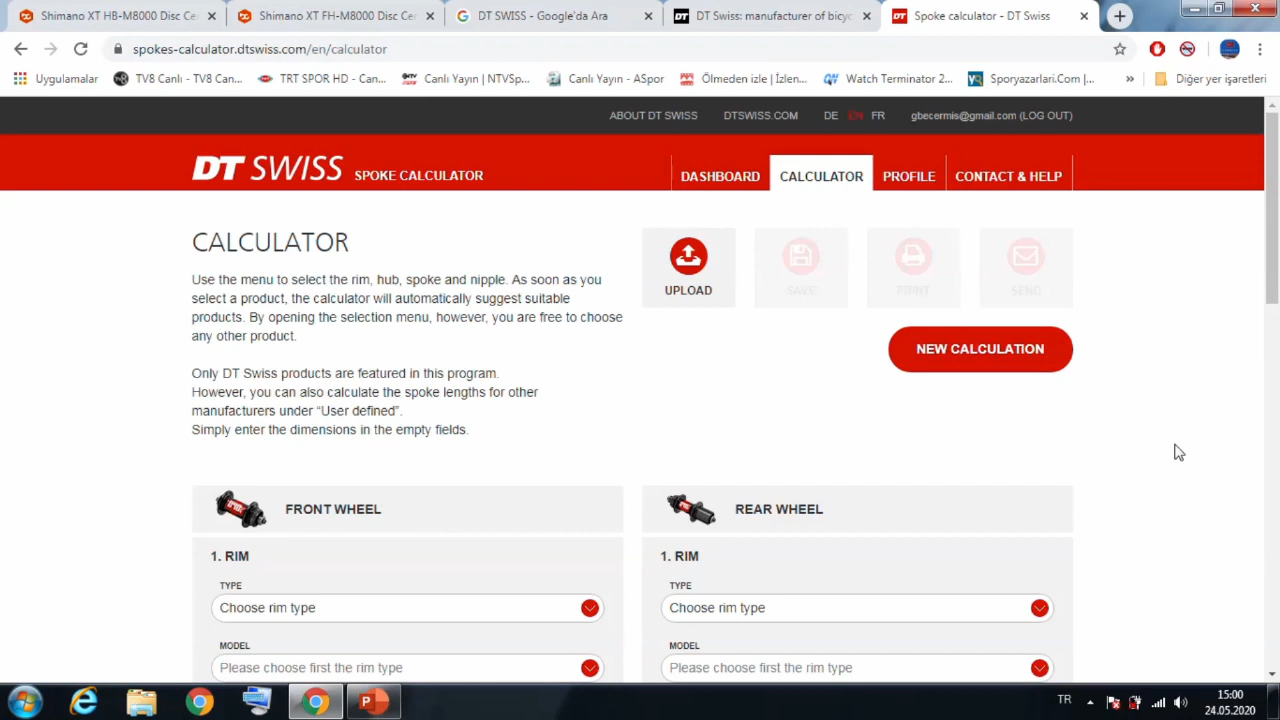 Shimano XT HB-M8000 Disc Ce
Shimano XT FH-M8000 Disc Ce
DT SWISS - Google'da Ara
DT Swiss: manufacturer of bicyc
Spoke calculator - DT Swiss
spokes-calculator.dtswiss.com/en/calculator
Uygulamalar
TV8 Canlı - TV8 Can...
TRT SPOR HD - Can...
Canlı Yayın | NTVSp...
Canlı Yayın - ASpor
Ölmeden izle | İzlen...
Watch Terminator 2...
Sporyazarlari.Com |...
»
Diğer yer işaretleri
ABOUT DT SWISS
DTSWISS.COM
DE
EN
FR
gbecermis@gmail.com (LOG OUT)
DT SWISS
SPOKE CALCULATOR
DASHBOARD
CALCULATOR
PROFILE
CONTACT & HELP
CALCULATOR
Use the menu to select the rim, hub, spoke and nipple. As soon as you
select a product, the calculator will automatically suggest suitable
products. By opening the selection menu, however, you are free to choose
any other product.
Only DT Swiss products are featured in this program.
However, you can also calculate the spoke lengths for other
manufacturers under “User defined”.
Simply enter the dimensions in the empty fields.
UPLOAD
SAVE
PRINT
SEND
NEW CALCULATION
FRONT WHEEL
1. RIM
TYPE
Choose rim type
MODEL
Please choose first the rim type
REAR WHEEL
1. RIM
TYPE
Choose rim type
MODEL
Please choose first the rim type
TR
15:00
24.05.2020